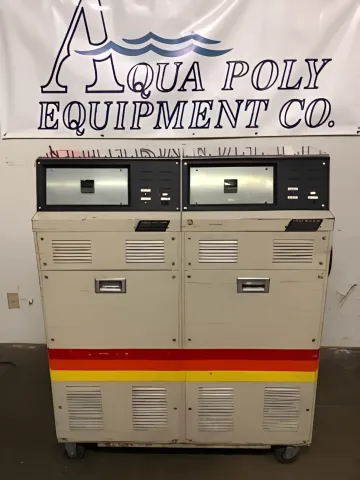 AQUA POLY
EQUIPMENT CO.